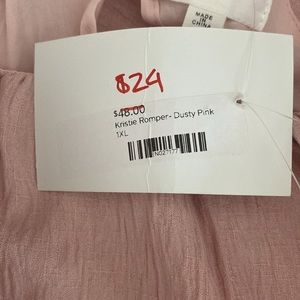 MADE IN
CHINA
$24
$48.00
Kristie Romper- Dusty Pink
1XL